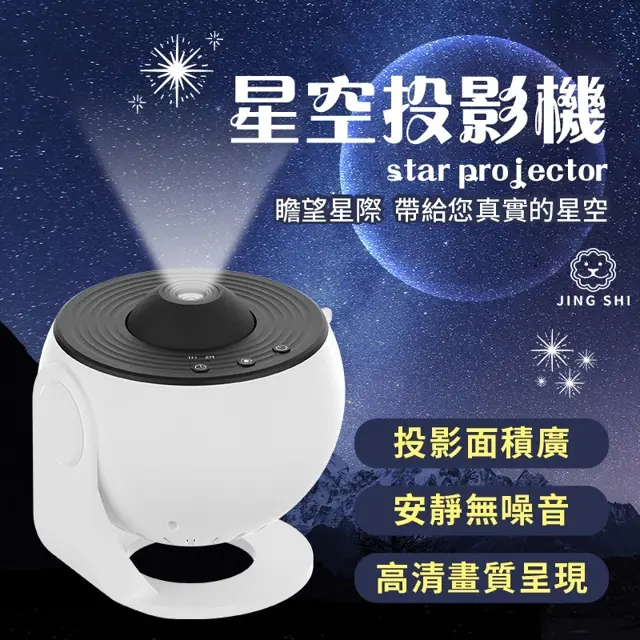 星空投影機
star projector
瞻望星際 帶給您真實的星空
JING SHI
投影面積廣
安靜無噪音
高清畫質呈現